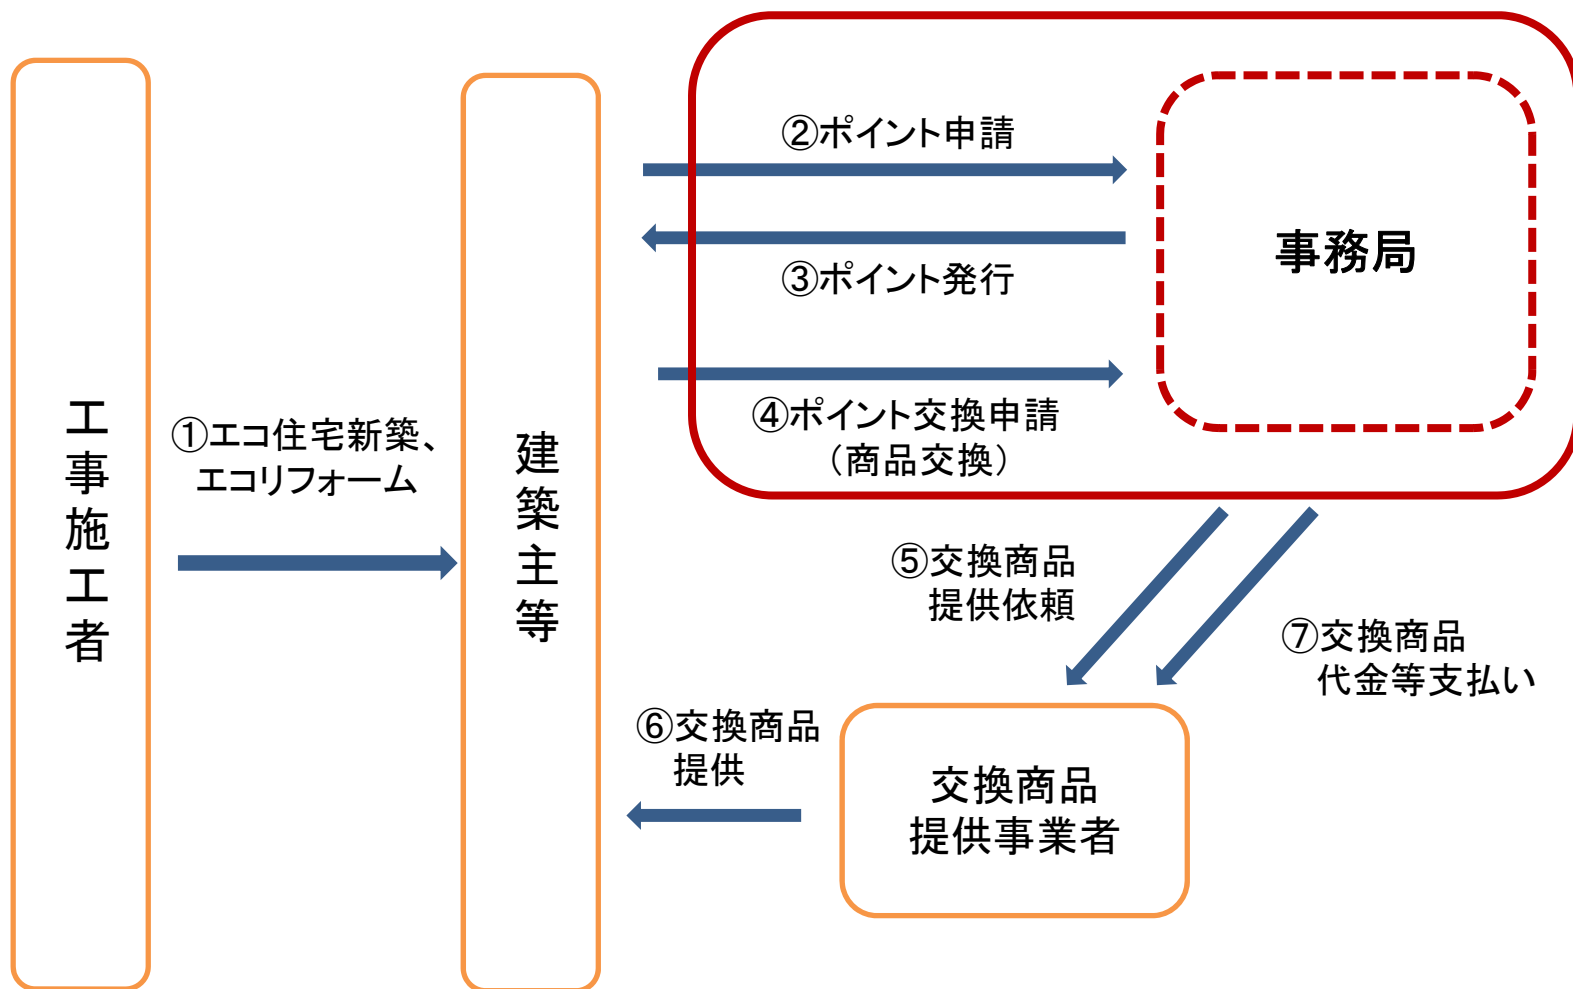 工事施工者
①エコ住宅新築、
エコリフォーム
建築主等
②ポイント申請
③ポイント発行
④ポイント交換申請
（商品交換）
事務局
⑤交換商品
提供依頼
⑦交換商品
代金等支払い
⑥交換商品
提供
交換商品
提供事業者